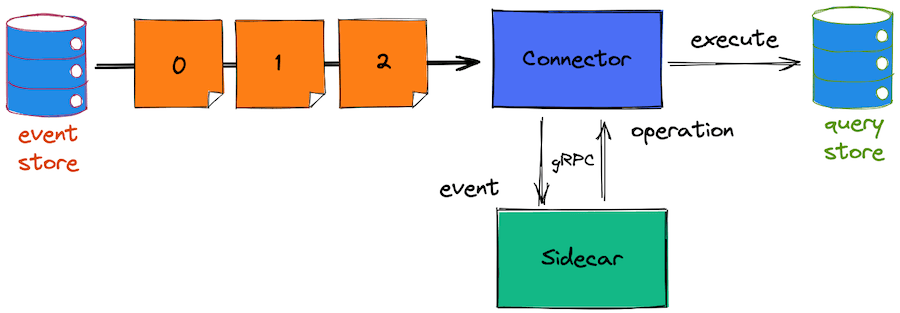 0
1
2
Connector
execute
event
store
query
store
operation
gRPC
event
Sidecar